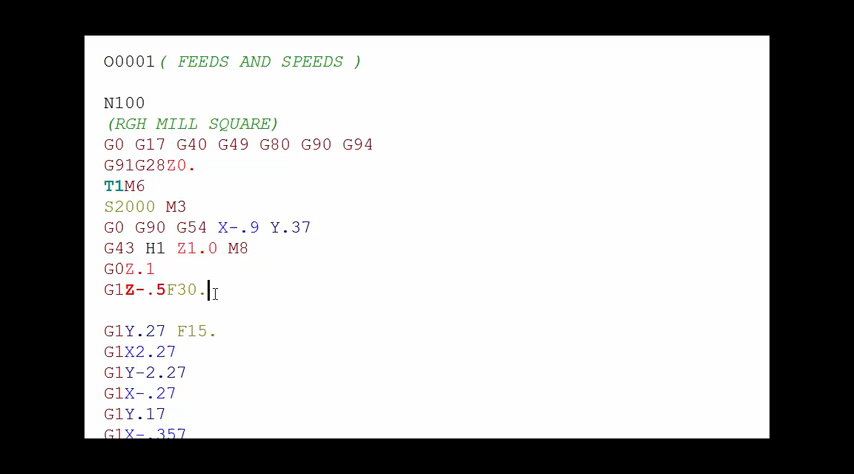 O0001( FEEDS AND SPEEDS )
N100
(RGH MILL SQUARE)
G0 G17 G40 G49 G80 G90 G94
G91G28Z0.
T1M6
S2000 M3
G0 G90 G54 X-.9 Y.37
G43 H1 Z1.0 M8
G0Z.1
G1Z-.5F30.
G1Y.27 F15.
G1X2.27
G1Y-2.27
G1X-.27
G1Y.17
G1X-.357